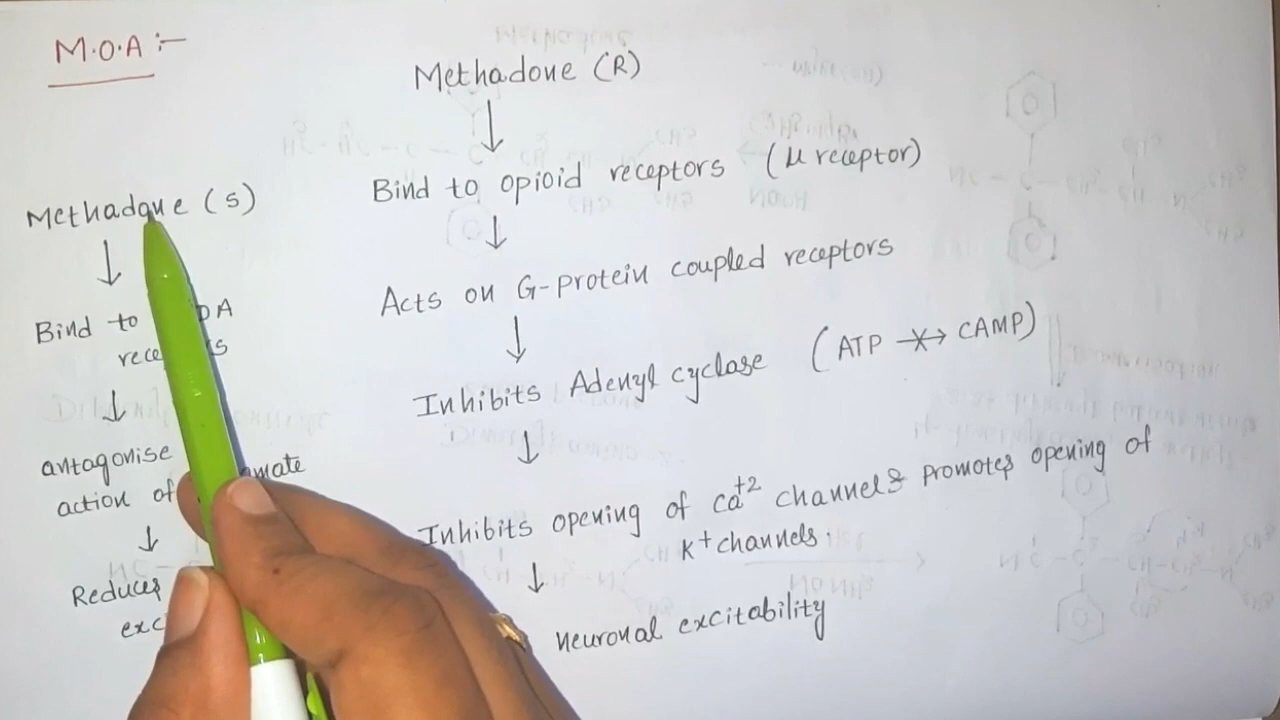 M.O.A :-
Methadone (R)
Bind to opioid receptors (μ receptor)
Acts on G-protein coupled receptors
Inhibits Adenyl cyclase (ATP CAMP)
Inhibits opening of ca+2 channels & promotes opening of
K+ channels.
neuronal excitability
Methadone (S)
Bind to
antagonise
action of
Reduces